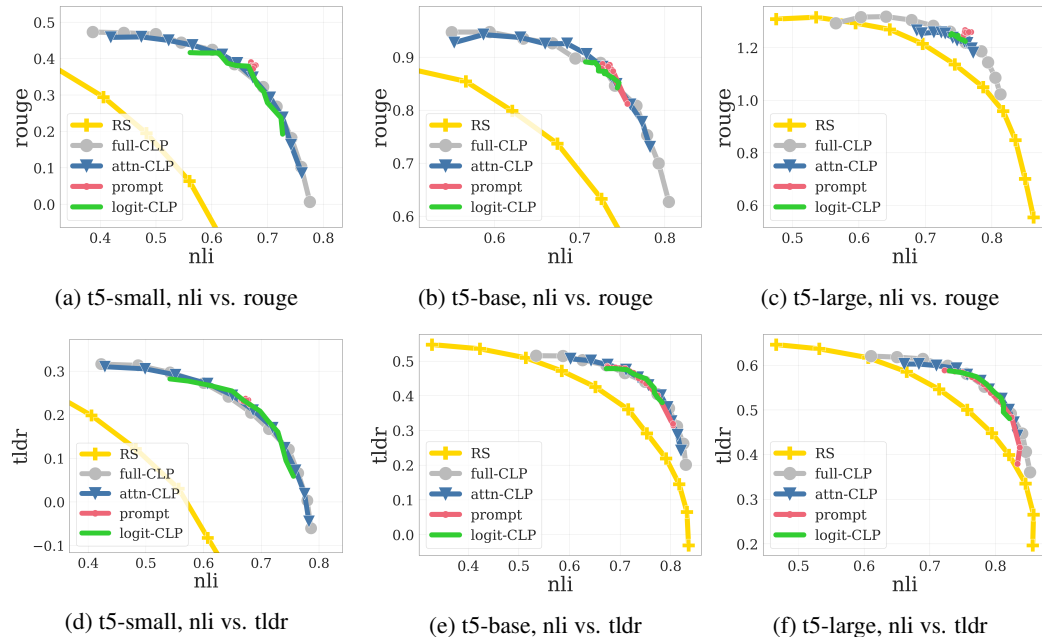 0.5
0.4
0.3
0.2
0.1
0.0
rouge
RS
full-CLP
attn-CLP
prompt
logit-CLP
0.4 0.5 0.6 0.7 0.8
nli
(a) t5-small, nli vs. rouge
0.9
0.8
0.7
0.6
rouge
RS
full-CLP
attn-CLP
prompt
logit-CLP
0.6 0.7 0.8
nli
(b) t5-base, nli vs. rouge
1.2
1.0
0.8
0.6
rouge
RS
full-CLP
attn-CLP
prompt
logit-CLP
0.5 0.6 0.7 0.8
nli
(c) t5-large, nli vs. rouge
0.3
0.2
0.1
0.0
−0.1
tldr
RS
full-CLP
attn-CLP
prompt
logit-CLP
0.4 0.5 0.6 0.7 0.8
nli
(d) t5-small, nli vs. tldr
0.5
0.4
0.3
0.2
0.1
0.0
tldr
RS
full-CLP
attn-CLP
prompt
logit-CLP
0.4 0.5 0.6 0.7 0.8
nli
(e) t5-base, nli vs. tldr
0.6
0.5
0.4
0.3
0.2
tldr
RS
full-CLP
attn-CLP
prompt
logit-CLP
0.5 0.6 0.7 0.8
nli
(f) t5-large, nli vs. tldr